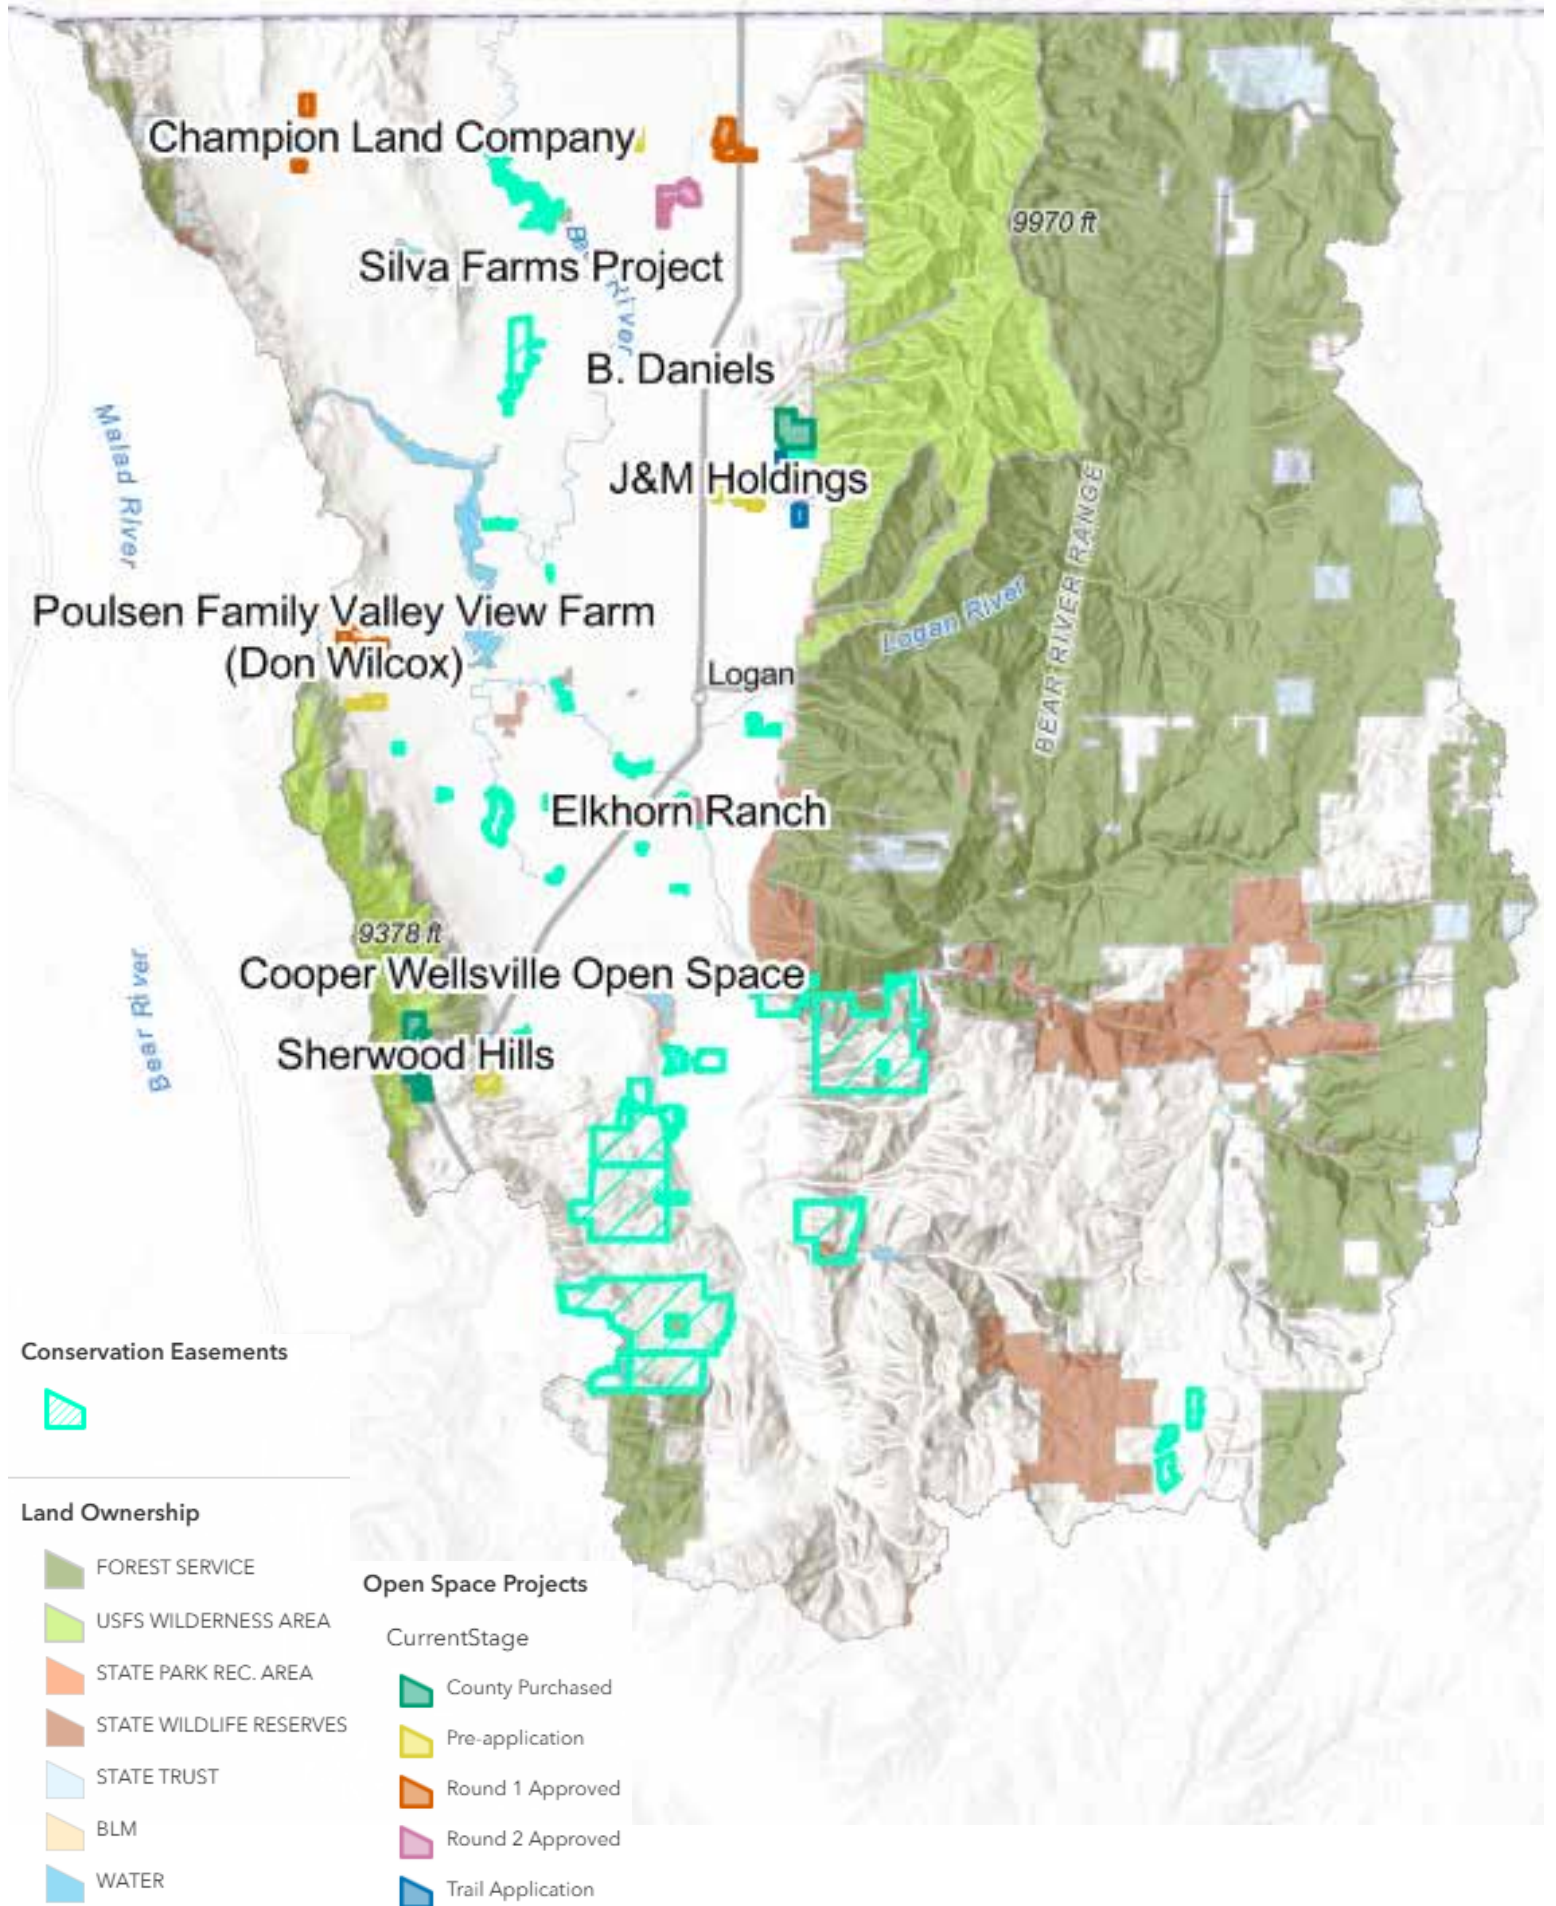 Champion Land Company
9970 ft
Silva Farms Project
River
B. Daniels
Malad River
J&M Holdings
BEAR RIVER RANGE
Logan River
Poulsen Family Valley View Farm
(Don Wilcox)
Logan
Elkhorn Ranch
9378 ft
Cooper Wellsville Open Space
Bear River
Sherwood Hills
Conservation Easements
Land Ownership
FOREST SERVICE
USFS WILDERNESS AREA
STATE PARK REC. AREA
STATE WILDLIFE RESERVES
STATE TRUST
BLM
WATER
Open Space Projects
CurrentStage
County Purchased
Pre-application
Round 1 Approved
Round 2 Approved
Trail Application